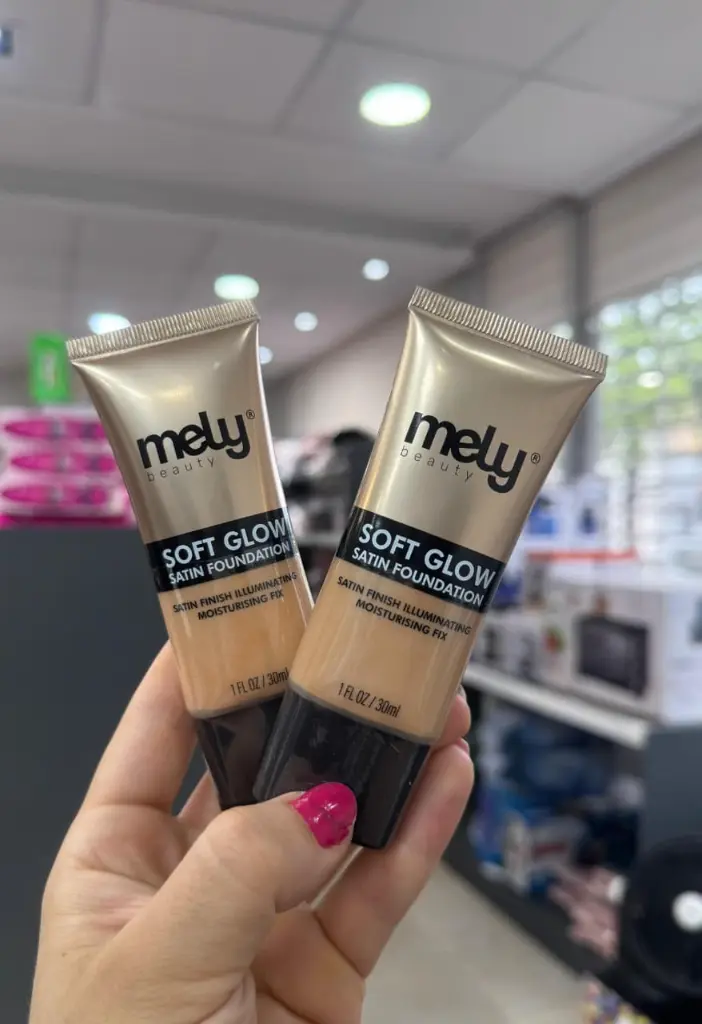 mely®
beauty
SOFT GLOW
SATIN FOUNDATION
SATIN FINISH ILLUMINATING
MOISTURISING FIX
1 FL OZ / 30ml
mely®
beauty
SOFT GLOW
SATIN FOUNDATION
SATIN FINISH ILLUMINATING
MOISTURISING FIX
1 FL OZ / 30ml